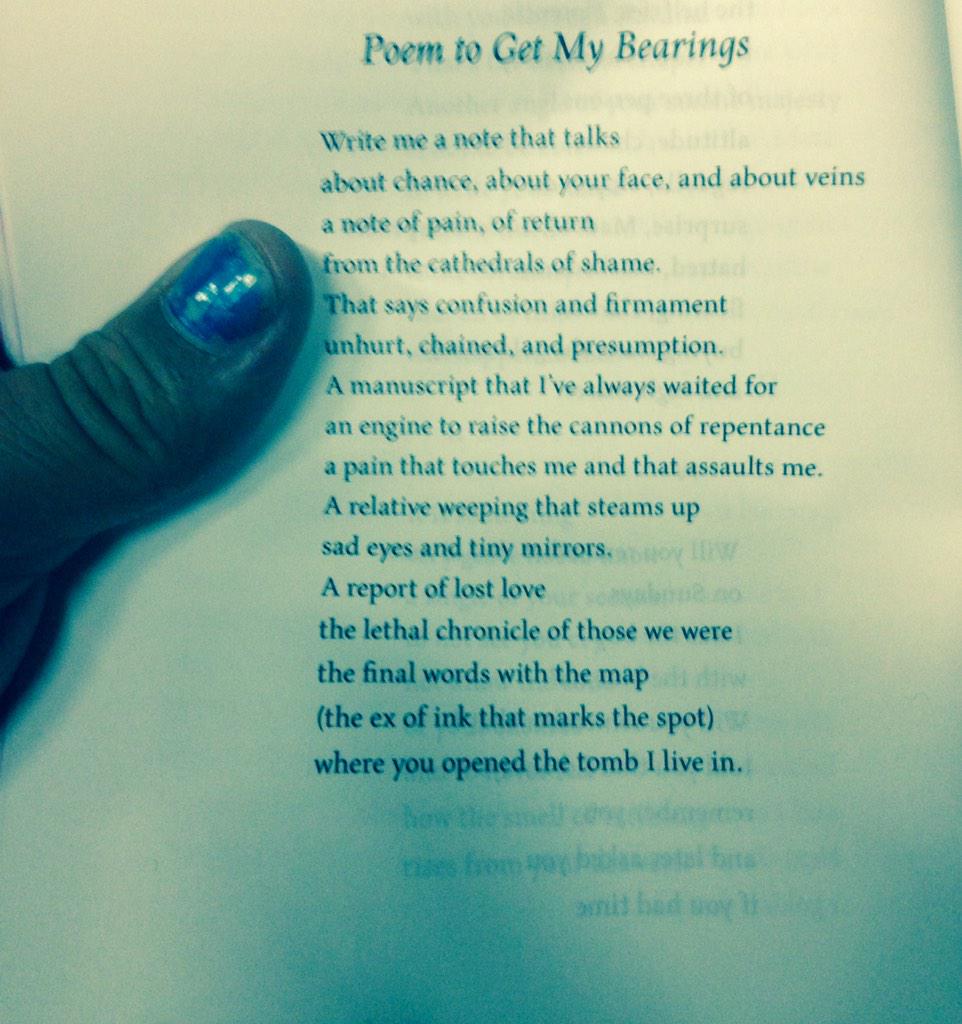 Poem to Get My Bearings
Write me a note that talks
about chance, about your face, and about veins
a note of pain, of return
from the cathedrals of shame.
That says confusion and firmament
unhurt, chained, and presumption.
A manuscript that I've always waited for
an engine to raise the cannons of repentance
a pain that touches me and that assaults me.
A relative weeping that steams up
sad eyes and tiny mirrors.
A report of lost love
the lethal chronicle of those we were
the final words with the map
(the ex of ink that marks the spot)
where you opened the tomb I live in.